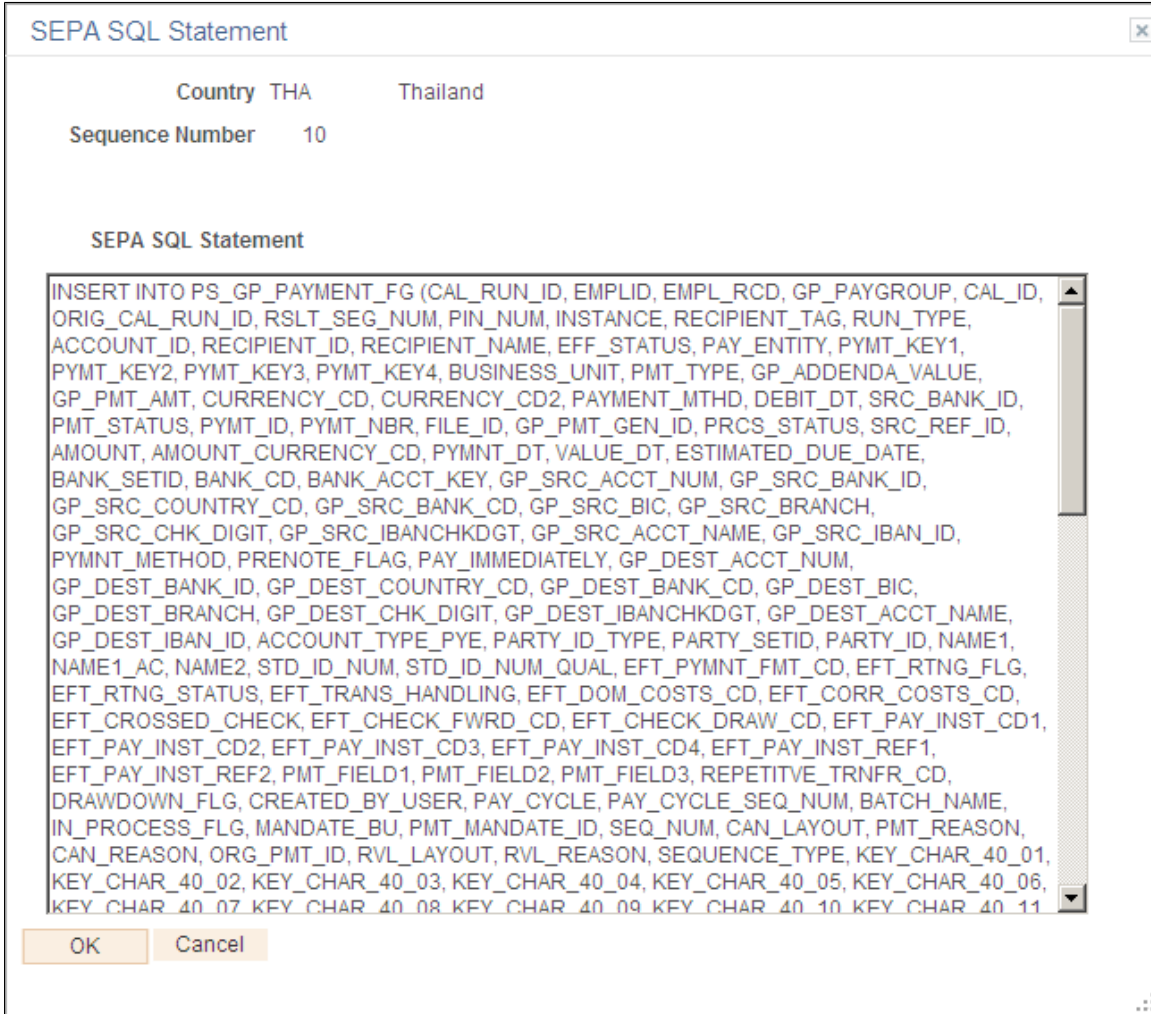 SEPA SQL Statement
Country THA Thailand
Sequence Number 10
SEPA SQL Statement
INSERT INTO PS_GP_PAYMENT_FG (CAL_RUN_ID, EMPLID, EMPL_RCD, GP_PAYGROUP, CAL_ID,
ORIG_CAL_RUN_ID, RSLT_SEG_NUM, PIN_NUM, INSTANCE, RECIPIENT_TAG, RUN_TYPE,
ACCOUNT_ID, RECIPIENT_ID, RECIPIENT_NAME, EFF_STATUS, PAY_ENTITY, PYMT_KEY1,
PYMT_KEY2, PYMT_KEY3, PYMT_KEY4, BUSINESS_UNIT, PMT_TYPE, GP_ADDENDA_VALUE,
GP_PMT_AMT, CURRENCY_CD, CURRENCY_CD2, PAYMENT_MTHD, DEBIT_DT, SRC_BANK_ID,
PMT_STATUS, PYMT_ID, PYMT_NBR, FILE_ID, GP_PMT_GEN_ID, PRCS_STATUS, SRC_REF_ID,
AMOUNT, AMOUNT_CURRENCY_CD, PYMNT_DT, VALUE_DT, ESTIMATED_DUE_DATE,
BANK_SETID, BANK_CD, BANK_ACCT_KEY, GP_SRC_ACCT_NUM, GP_SRC_BANK_ID,
GP_SRC_COUNTRY_CD, GP_SRC_BANK_CD, GP_SRC_BIC, GP_SRC_BRANCH,
GP_SRC_CHK_DIGIT, GP_SRC_IBANCHKDGT, GP_SRC_ACCT_NAME, GP_SRC_IBAN_ID,
PYMNT_METHOD, PRENOTE_FLAG, PAY_IMMEDIATELY, GP_DEST_ACCT_NUM,
GP_DEST_BANK_ID, GP_DEST_COUNTRY_CD, GP_DEST_BANK_CD, GP_DEST_BIC,
GP_DEST_BRANCH, GP_DEST_CHK_DIGIT, GP_DEST_IBANCHKDGT, GP_DEST_ACCT_NAME,
GP_DEST_IBAN_ID, ACCOUNT_TYPE_PYE, PARTY_ID_TYPE, PARTY_SETID, PARTY_ID, NAME1,
NAME1_AC, NAME2, STD_ID_NUM, STD_ID_NUM_QUAL, EFT_PYMNT_FMT_CD, EFT_RTNG_FLG,
EFT_RTNG_STATUS, EFT_TRANS_HANDLING, EFT_DOM_COSTS_CD, EFT_CORR_COSTS_CD,
EFT_CROSSED_CHECK, EFT_CHECK_FWRD_CD, EFT_CHECK_DRAW_CD, EFT_PAY_INST_CD1,
EFT_PAY_INST_CD2, EFT_PAY_INST_CD3, EFT_PAY_INST_CD4, EFT_PAY_INST_REF1,
EFT_PAY_INST_REF2, PMT_FIELD1, PMT_FIELD2, PMT_FIELD3, REPETITVE_TRNFR_CD,
DRAWDOWN_FLG, CREATED_BY_USER, PAY_CYCLE, PAY_CYCLE_SEQ_NUM, BATCH_NAME,
IN_PROCESS_FLG, MANDATE_BU, PMT_MANDATE_ID, SEQ_NUM, CAN_LAYOUT, PMT_REASON,
CAN_REASON, ORG_PMT_ID, RVL_LAYOUT, RVL_REASON, SEQUENCE_TYPE, KEY_CHAR_40_01,
KEY_CHAR_40_02, KEY_CHAR_40_03, KEY_CHAR_40_04, KEY_CHAR_40_05, KEY_CHAR_40_06,
KEY_CHAR_40_07, KEY_CHAR_40_08, KEY_CHAR_40_09, KEY_CHAR_40_10, KEY_CHAR_40_11,
OK Cancel